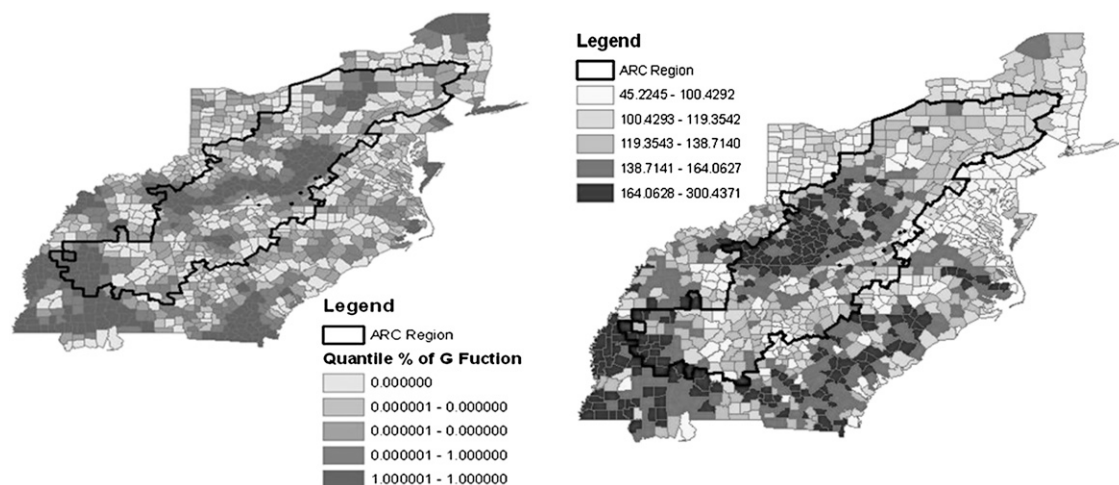 Legend
ARC Region
Quantile % of G Fuction
0.000000
0.000001 - 0.000000
0.000001 - 0.000000
0.000001 - 1.000000
1.000001 - 1.000000
Legend
ARC Region
45.2245 - 100.4292
100.4293 - 119.3542
119.3543 - 138.7140
138.7141 - 164.0627
164.0628 - 300.4371